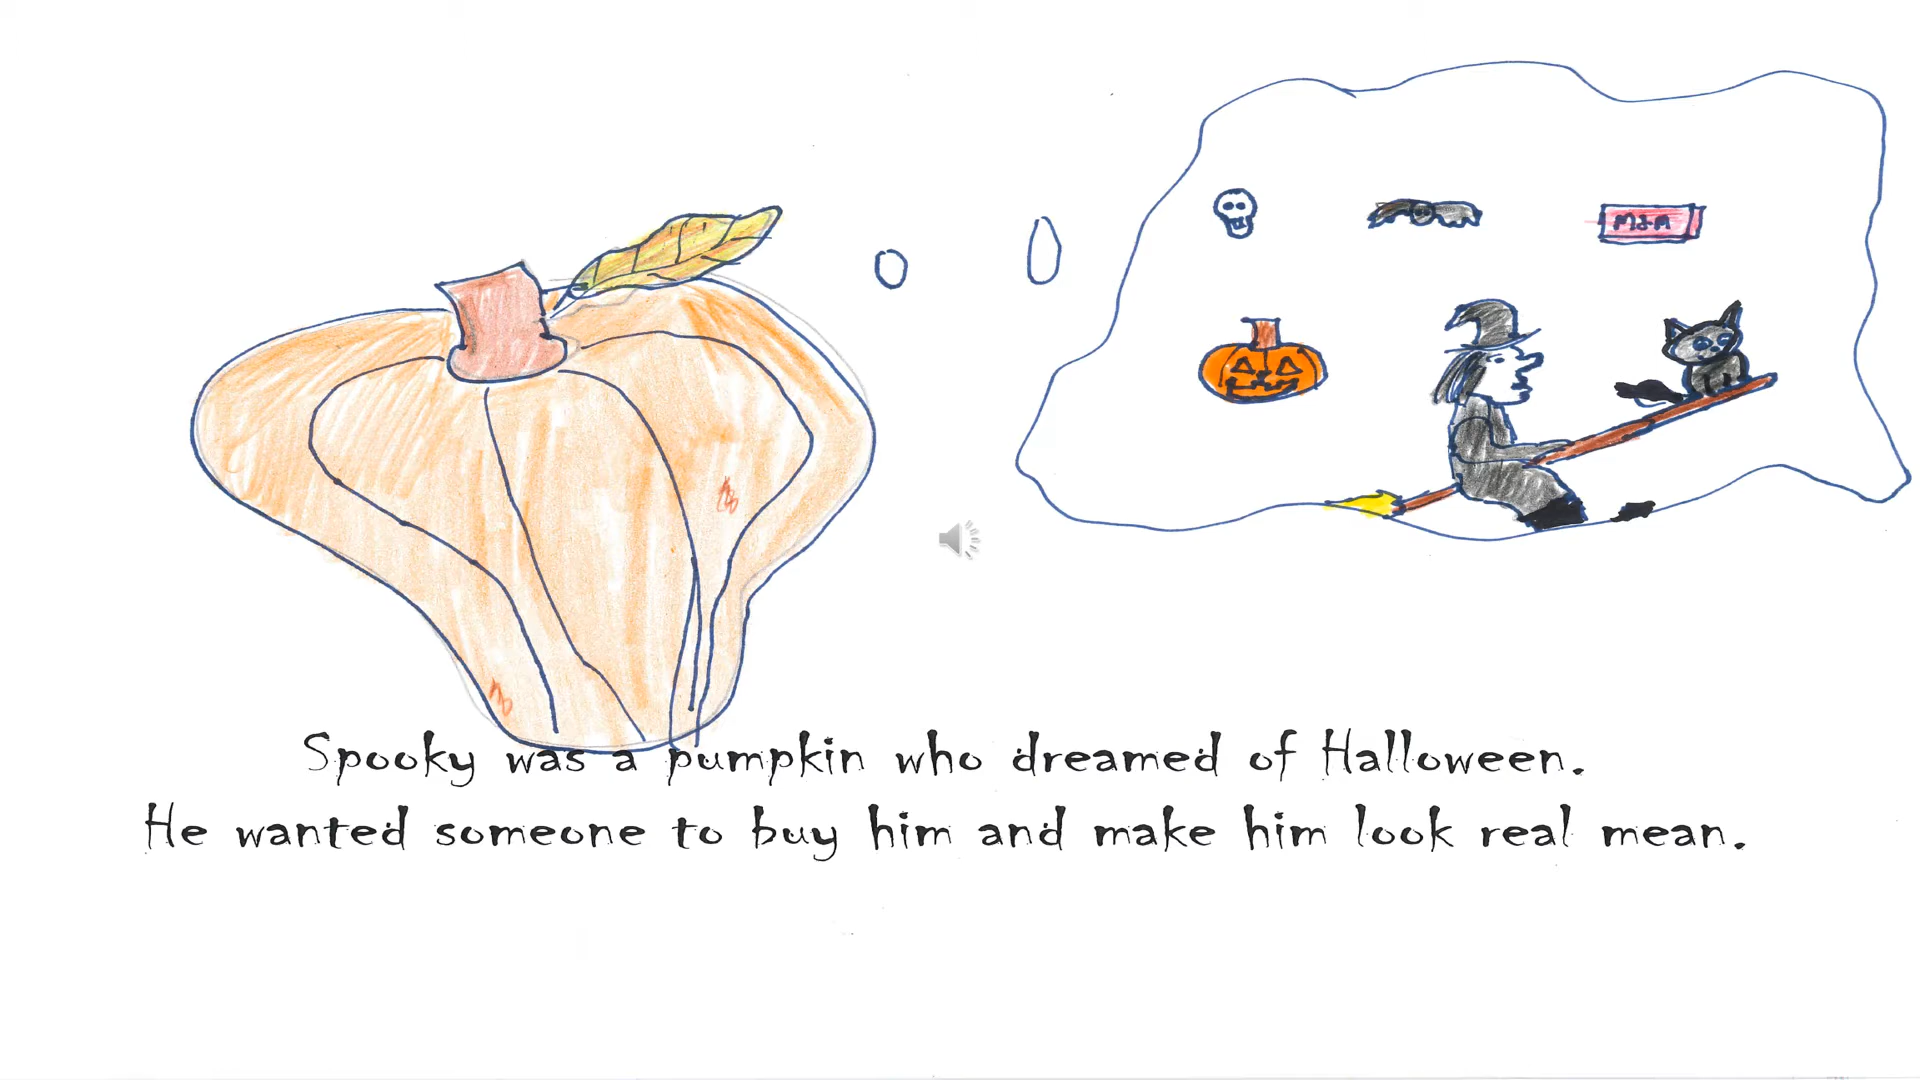 M&M
Spooky was a pumpkin who dreamed of Halloween.
He wanted someone to buy him and make him look real mean.